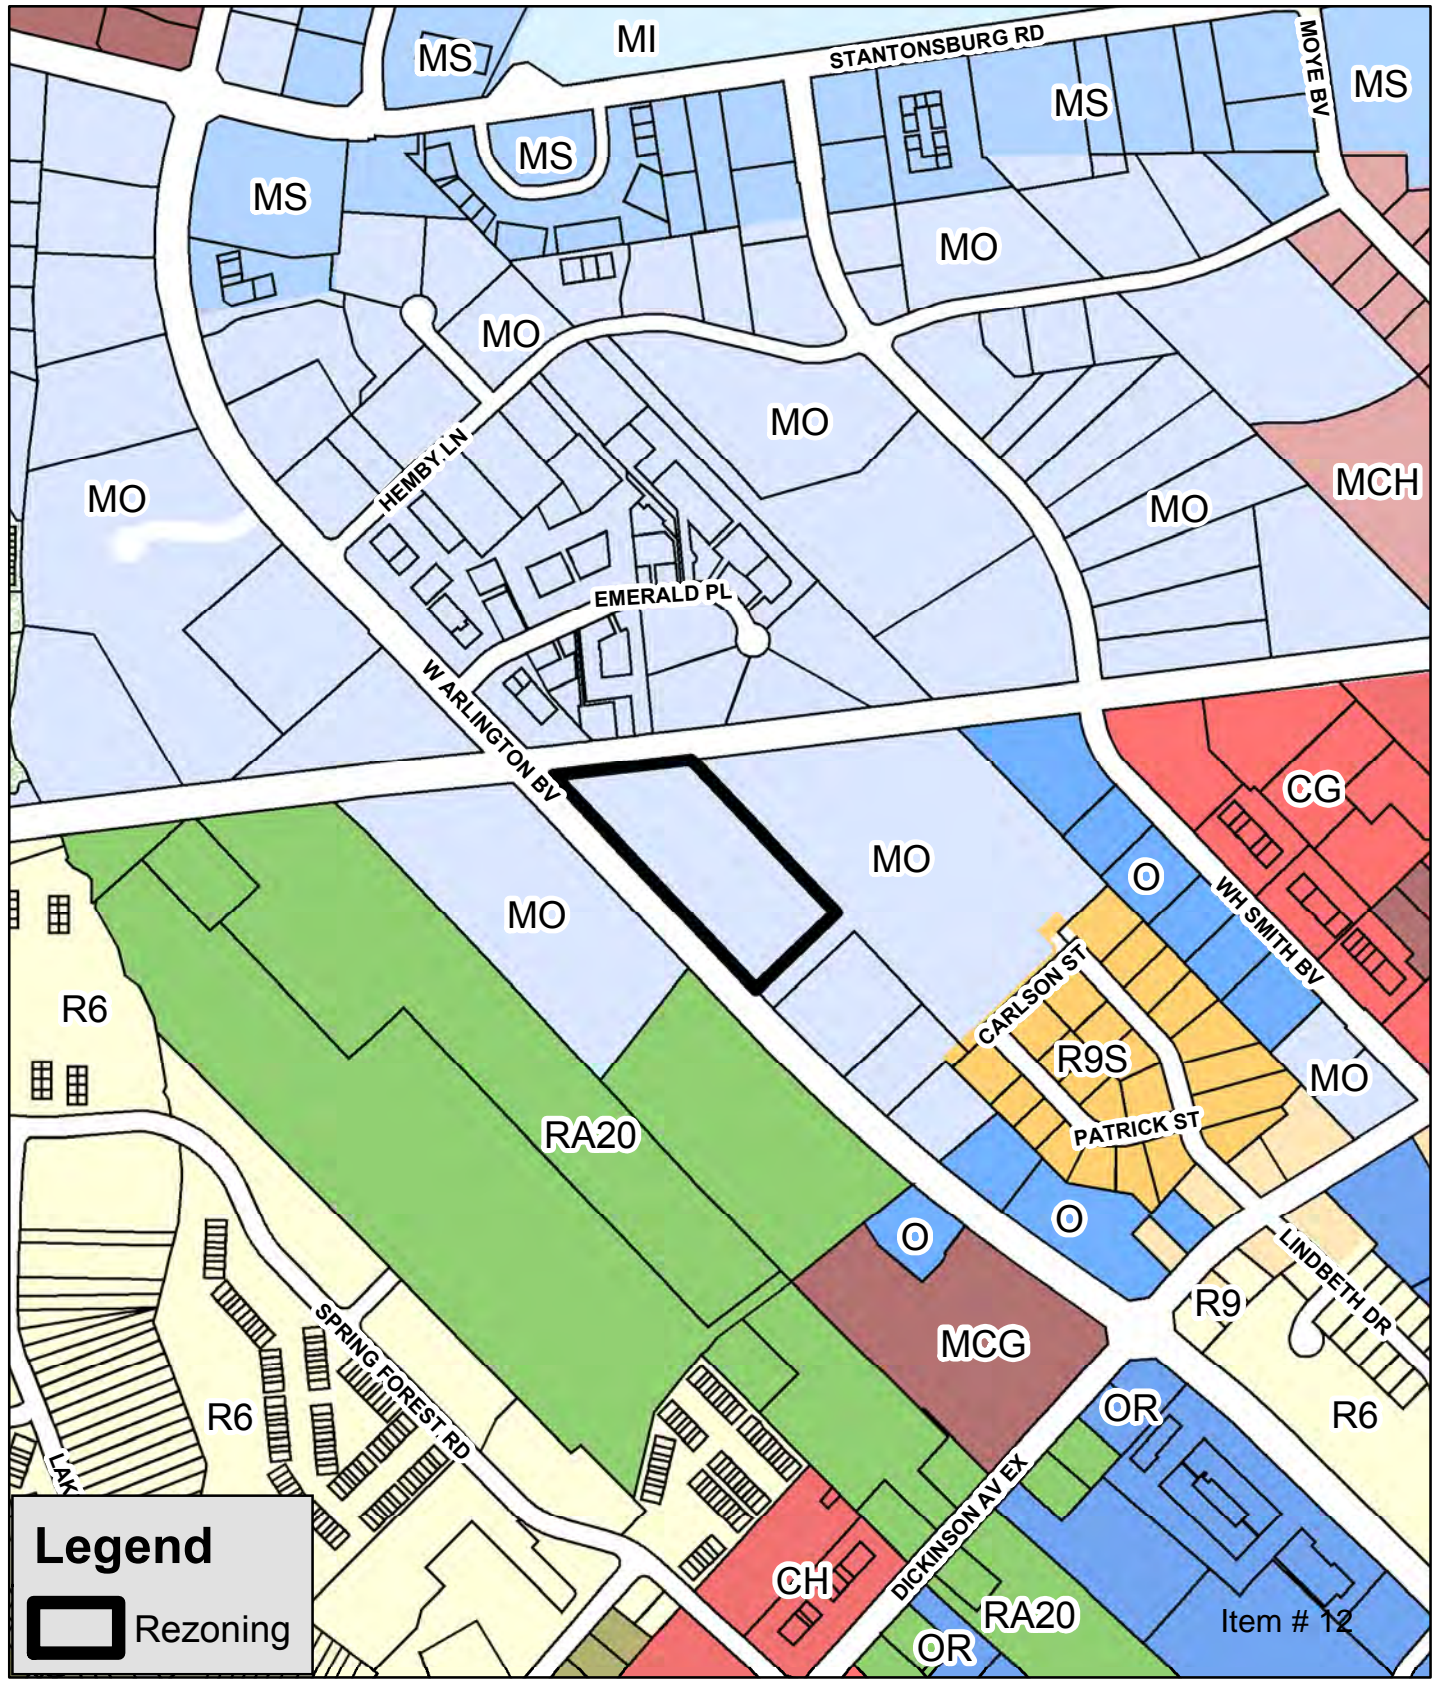 MI
STANTONSBURG RD
MOYE BV
MS
MS
MS
MS
MS
MO
MO
MO
MCH
HEMBY LN
MO
MO
EMERALD PL
W ARLINGTON BV
CG
MO
O
MO
WH SMITH BV
R6
CARLSON ST
R9S
MO
PATRICK ST
RA20
O
O
LINDBETH DR
R9
SPRING FOREST RD
MCG
OR
R6
R6
LAK
DICKINSON AV EX
CH
RA20
OR
Legend
Rezoning
Item # 12